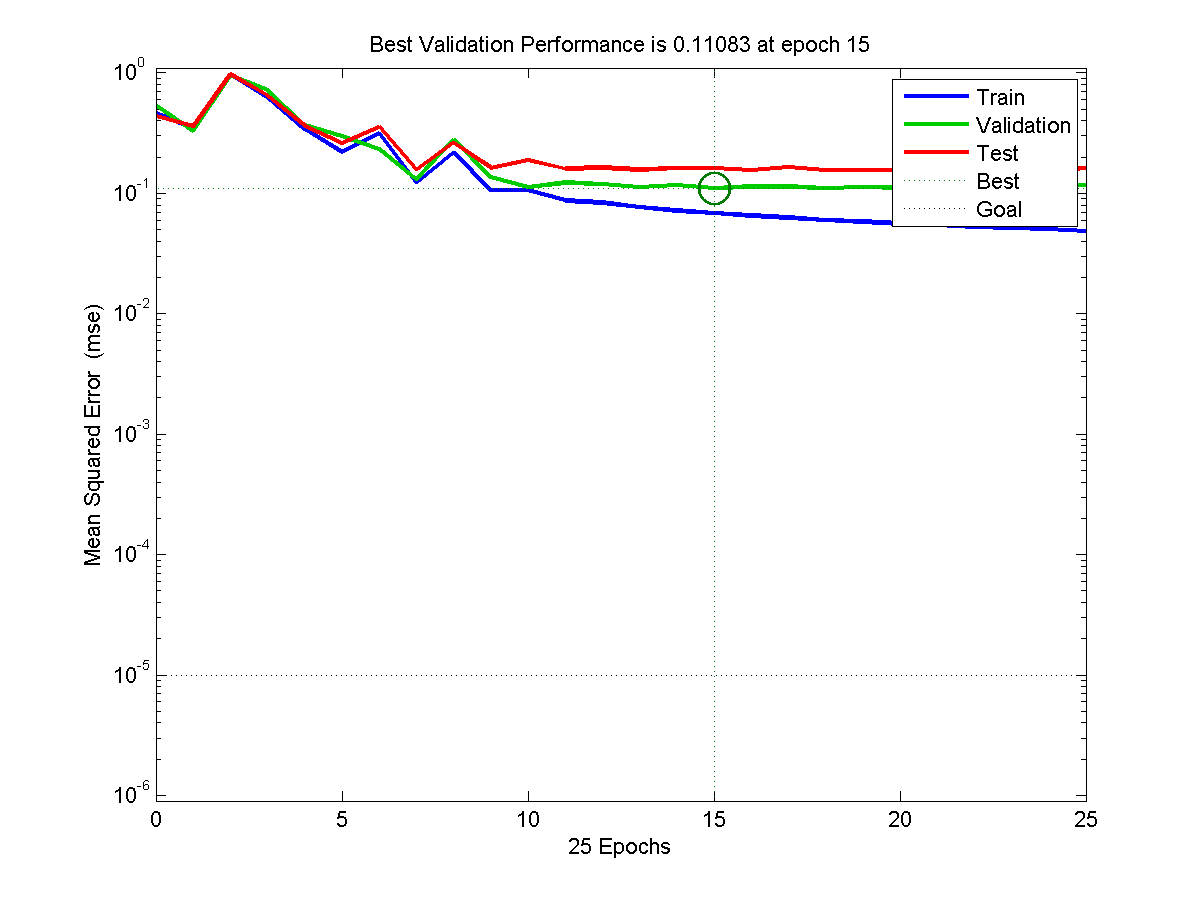 Best Validation Performance is 0.11083 at epoch 15
10^0
10^-1
10^-2
10^-3
10^-4
10^-5
10^-6
Mean Squared Error (mse)
Train
Validation
Test
Best
Goal
0 5 10 15 20 25
25 Epochs